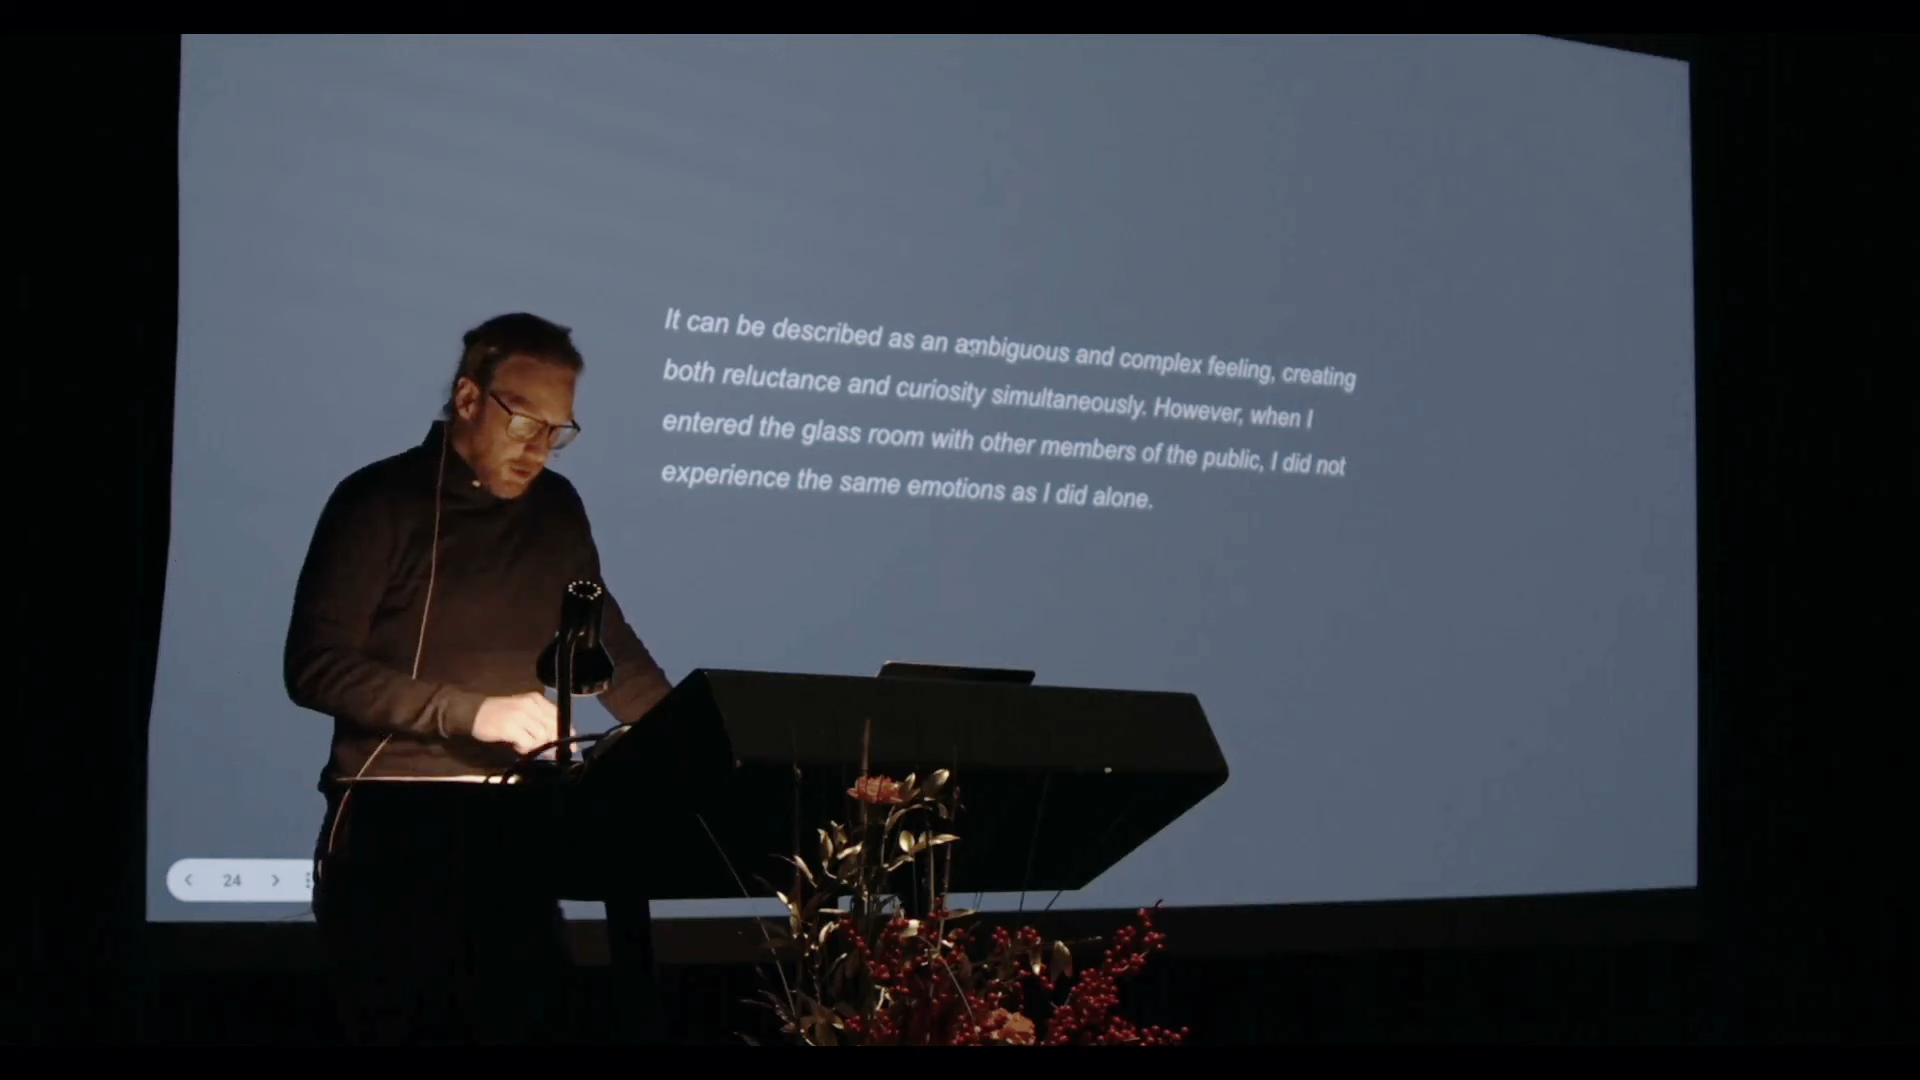 It can be described as an ambiguous and complex feeling, creating
both reluctance and curiosity simultaneously. However, when I
entered the glass room with other members of the public, I did not
experience the same emotions as I did alone.
24